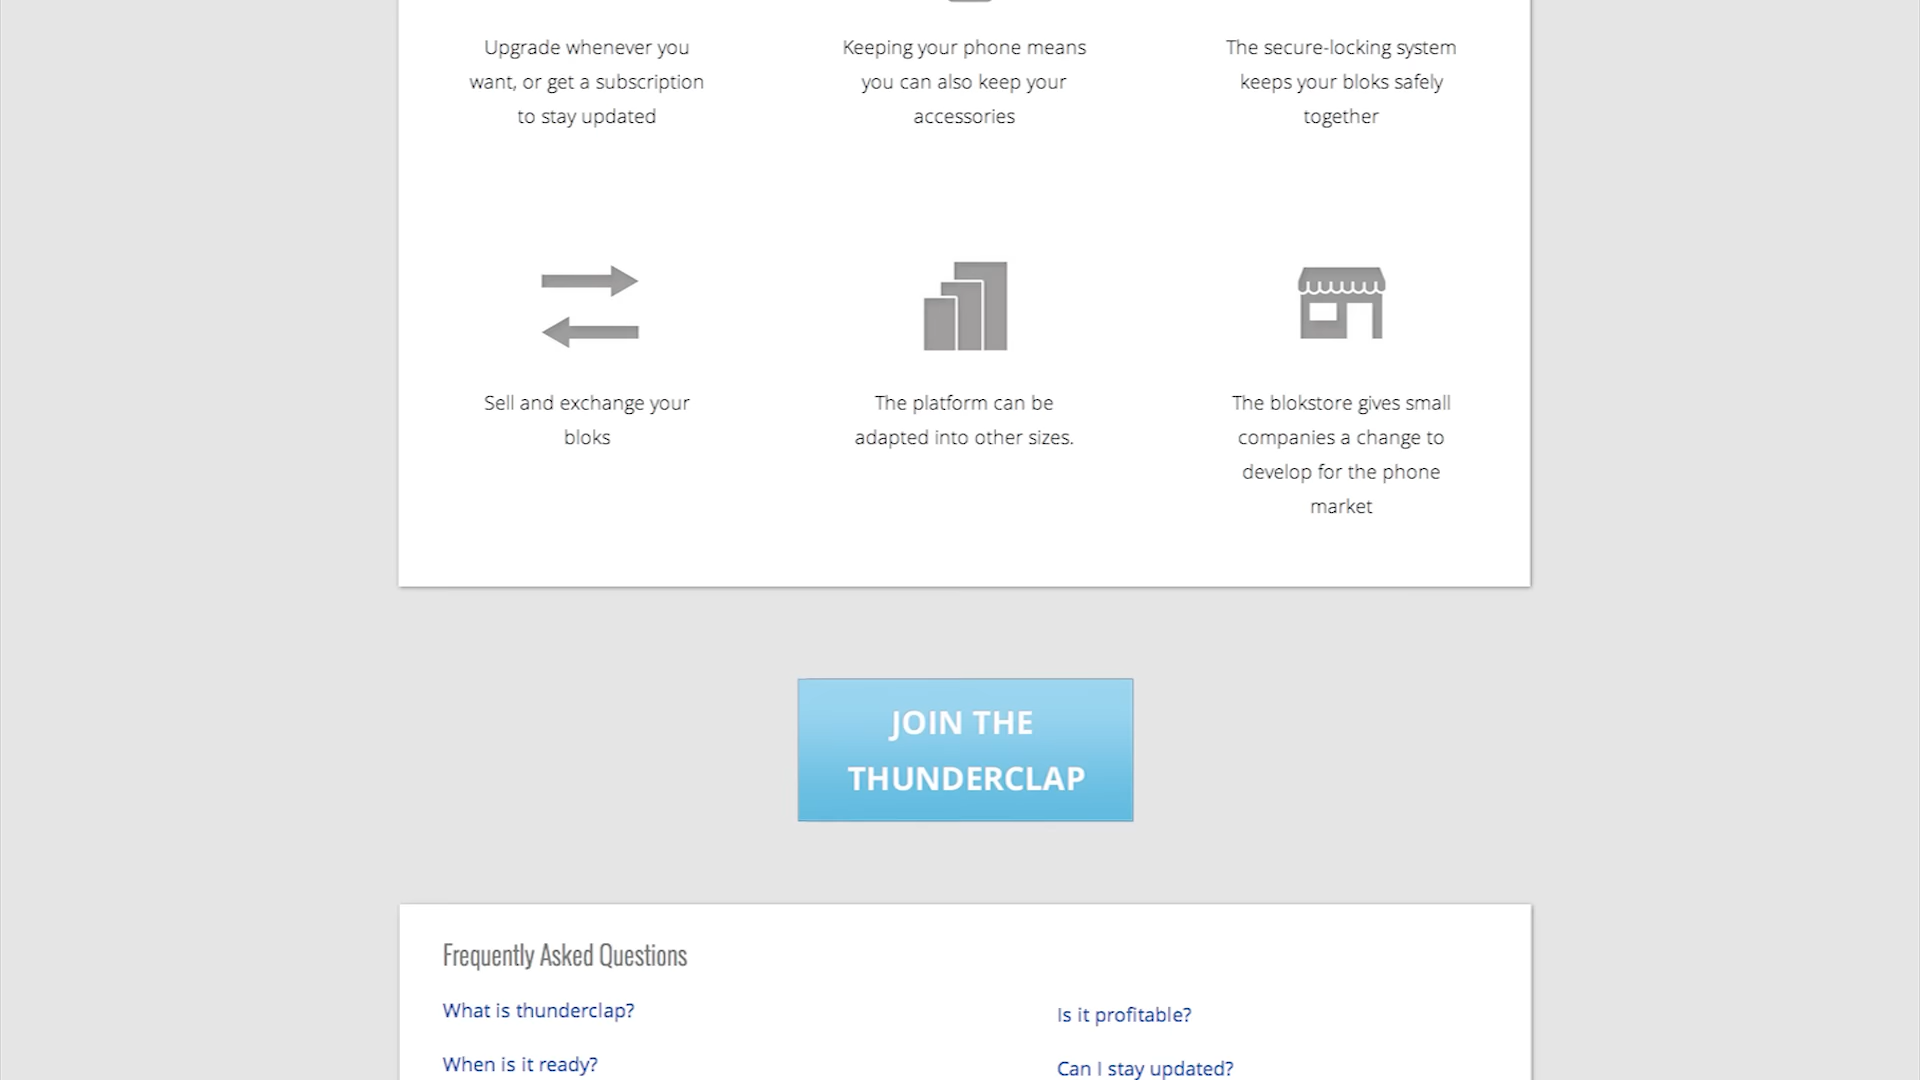 Upgrade whenever you
want, or get a subscription
to stay updated
Keeping your phone means
you can also keep your
accessories
The secure-locking system
keeps your bloks safely
together
Sell and exchange your
bloks
The platform can be
adapted into other sizes.
The blokstore gives small
companies a change to
develop for the phone
market
JOIN THE
THUNDERCLAP
Frequently Asked Questions
What is thunderclap?
Is it profitable?
When is it ready?
Can I stay updated?